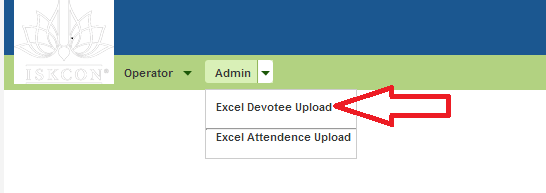 ISKCON®
Operator Admin
Excel Devotee Upload
Excel Attendence Upload